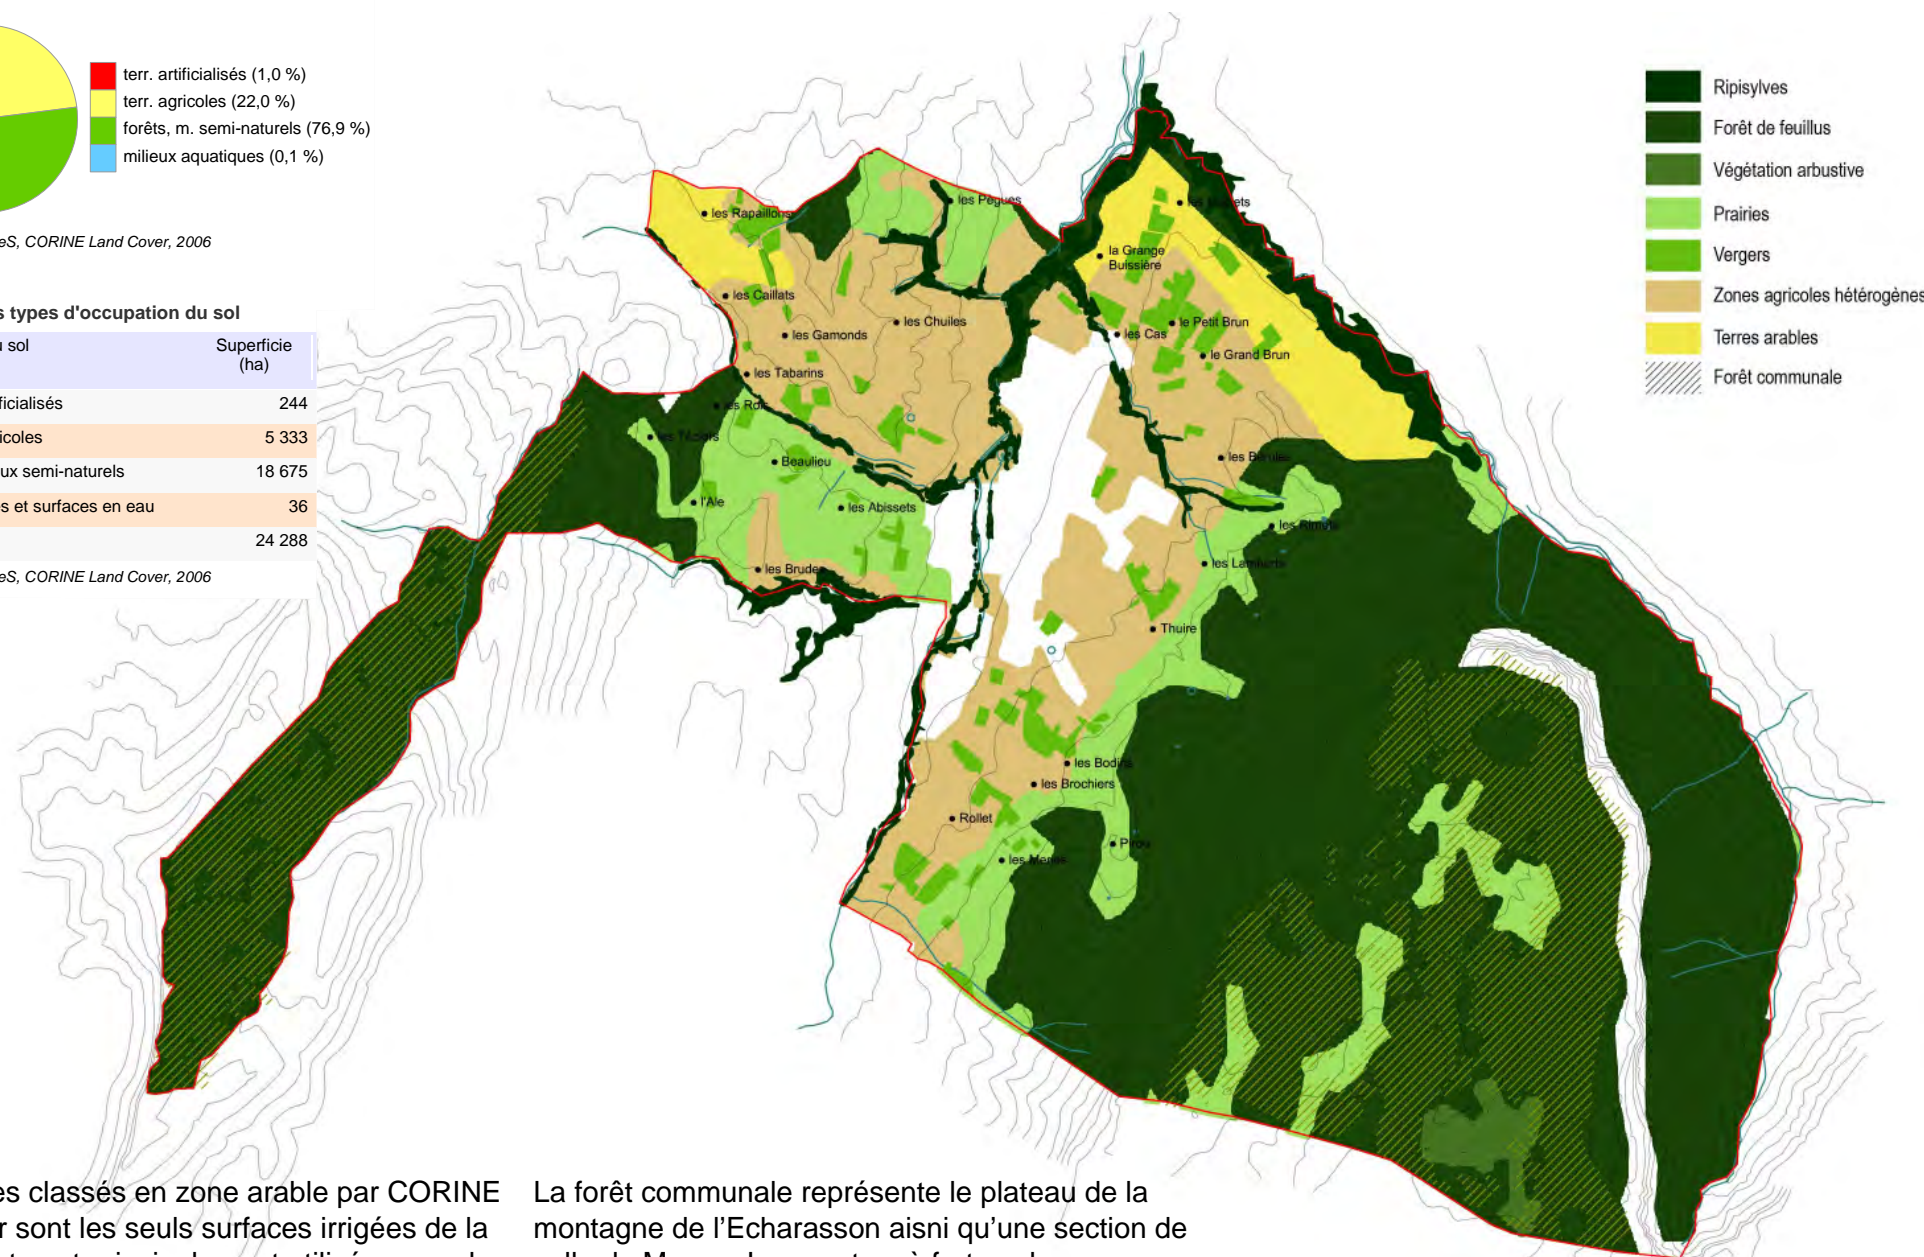 terr. artificialisés (1,0 %)
terr. agricoles (22,0 %)
forêts, m. semi-naturels (76,9 %)
milieux aquatiques (0,1 %)
eS, CORINE Land Cover, 2006
s types d'occupation du sol
u sol
Superficie
(ha)
ficialisés
244
icoles
5 333
ux semi-naturels
18 675
es et surfaces en eau
36
24 288
eS, CORINE Land Cover, 2006
Ripisylves
Forêt de feuillus
Végétation arbustive
Prairies
Vergers
Zones agricoles hétérogènes
Terres arables
Forêt communale
les Rapaillons
les Pègues
la Grange
Buissière
les Caillats
les Gamonds
les Chuiles
le Petit Brun
les Cas
le Grand Brun
les Tabarins
les Rois
Beaulieu
l'Ale
les Abissets
les Lamberts
les Brudes
Thuire
les Bodins
les Brochiers
Rollet
Pirou
es classés en zone arable par CORINE
r sont les seuls surfaces irrigées de la
La forêt communale représente le plateau de la
montagne de l'Echarasson aisni qu'une section de